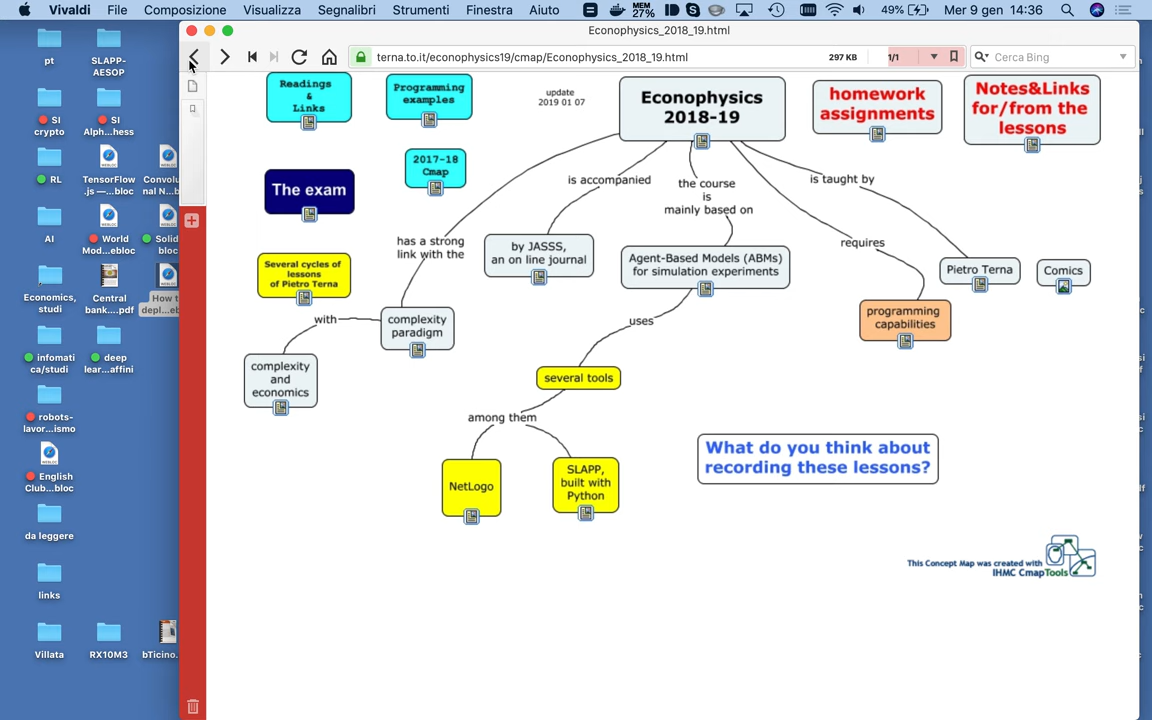 Vivaldi File Composizione Visualizza Segnalibri Strumenti Finestra Aiuto MEM 27% 49% Mer 9 gen 14:36
Econophysics_2018_19.html
terna.to.it/econophysics19/cmap/Econophysics_2018_19.html 297 KB 1/1 Cerca Bing
pt
SLAPP-
AESOP
SI
crypto
SI
Alph...hess
RL
TensorFlow
.js —....bloc
Convolu
nal N...b
AI
World
Mod...ebloc
Solid
bloc
Economics,
studi
Central
bank....pdf
How t
depl...eb
infomati
ca/studi
deep
lear...affini
robots-
lavor...ismo
English
Club...bloc
da leggere
links
Villata
RX10M3
bTicino.
Readings
&
Links
Programming
examples
update
2019 01 07
Econophysics
2018-19
homework
assignments
Notes&Links
for/from the
lessons
2017-18
Cmap
The exam
is accompanied
the course
is
mainly based on
is taught by
has a strong
link with the
by JASSS,
an on line journal
Agent-Based Models (ABMs)
for simulation experiments
requires
Pietro Terna
Comics
Several cycles of
lessons
of Pietro Terna
with
complexity
paradigm
uses
programming
capabilities
complexity
and
economics
several tools
among them
What do you think about
recording these lessons?
NetLogo
SLAPP,
built with
Python
This Concept Map was created with
IHMC CmapTools